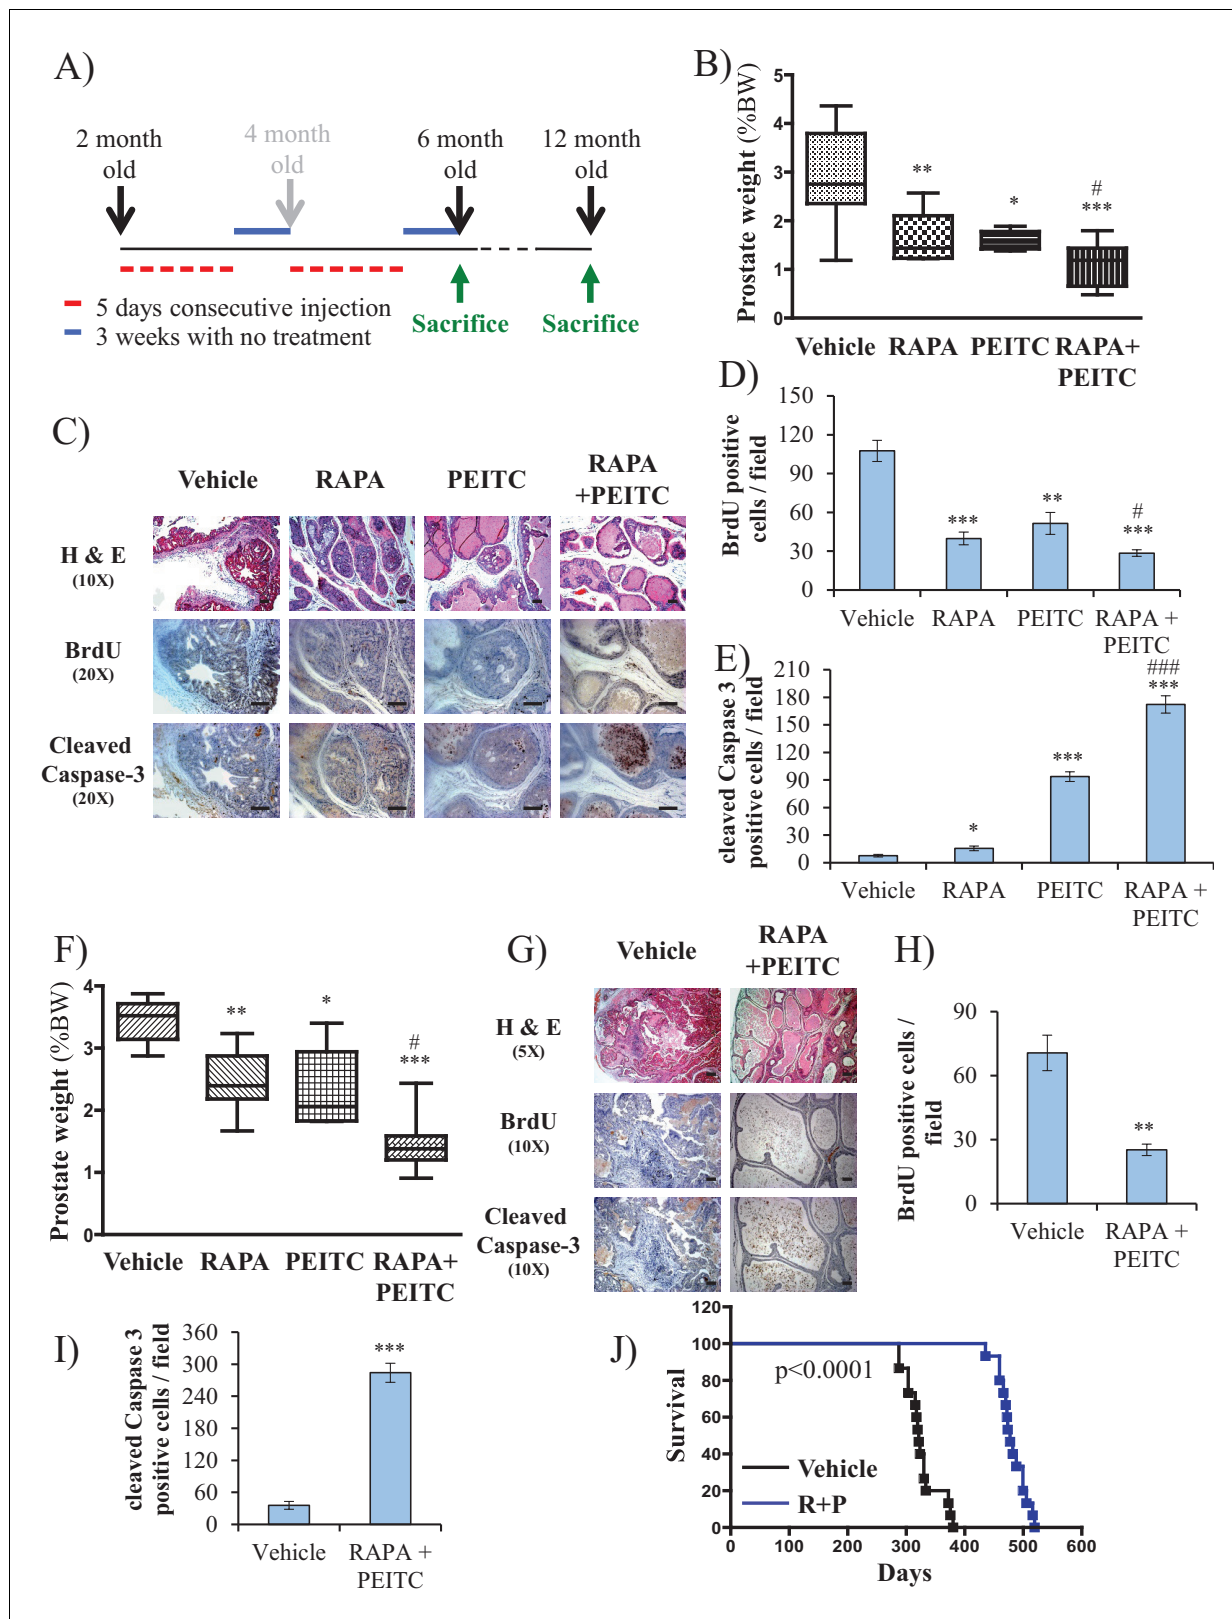 A)
2 month
old
4 month
old
6 month
old
12 month
old
5 days consecutive injection
3 weeks with no treatment
Sacrifice
Sacrifice
B)
Prostate weight (%BW)
5
4
3
2
1
0
**
*
#
***
Vehicle RAPA PEITC RAPA+
PEITC
C)
Vehicle RAPA PEITC RAPA
+PEITC
H & E
(10X)
BrdU
(20X)
Cleaved
Caspase-3
(20X)
D)
BrdU positive
cells / field
150
120
90
60
30
0
***
**
#
***
Vehicle RAPA PEITC RAPA +
PEITC
E)
cleaved Caspase 3
positive cells / field
210
180
150
120
90
60
30
0
*
***
###
***
Vehicle RAPA PEITC RAPA +
PEITC
F)
Prostate weight (%BW)
4
3
2
1
0
**
*
#
***
Vehicle RAPA PEITC RAPA+
PEITC
G)
Vehicle RAPA
+PEITC
H & E
(5X)
BrdU
(10X)
Cleaved
Caspase-3
(10X)
H)
BrdU positive cells /
field
90
60
30
0
**
Vehicle RAPA +
PEITC
I)
cleaved Caspase 3
positive cells / field
360
300
240
180
120
60
0
***
Vehicle RAPA +
PEITC
J)
Survival
120
100
80
60
40
20
0
p<0.0001
Vehicle
R+P
0 100 200 300 400 500 600
Days